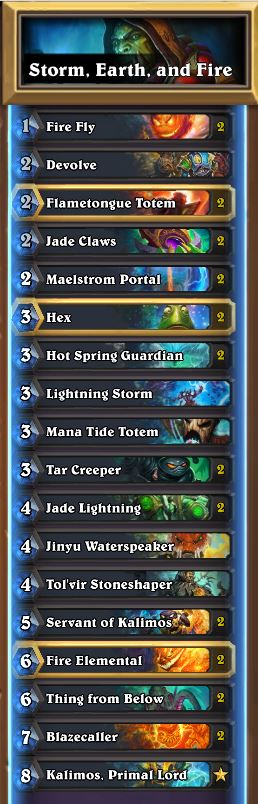 Storm, Earth, and Fire
1 Fire Fly 2
2 Devolve
2 Flametongue Totem 2
2 Jade Claws 2
2 Maelstrom Portal 2
3 Hex 2
3 Hot Spring Guardian 2
3 Lightning Storm
3 Mana Tide Totem
3 Tar Creeper 2
4 Jade Lightning 2
4 Jinyu Waterspeaker
4 Tol'vir Stoneshaper
5 Servant of Kalimos 2
6 Fire Elemental 2
6 Thing from Below 2
7 Blazecaller 2
8 Kalimos, Primal Lord